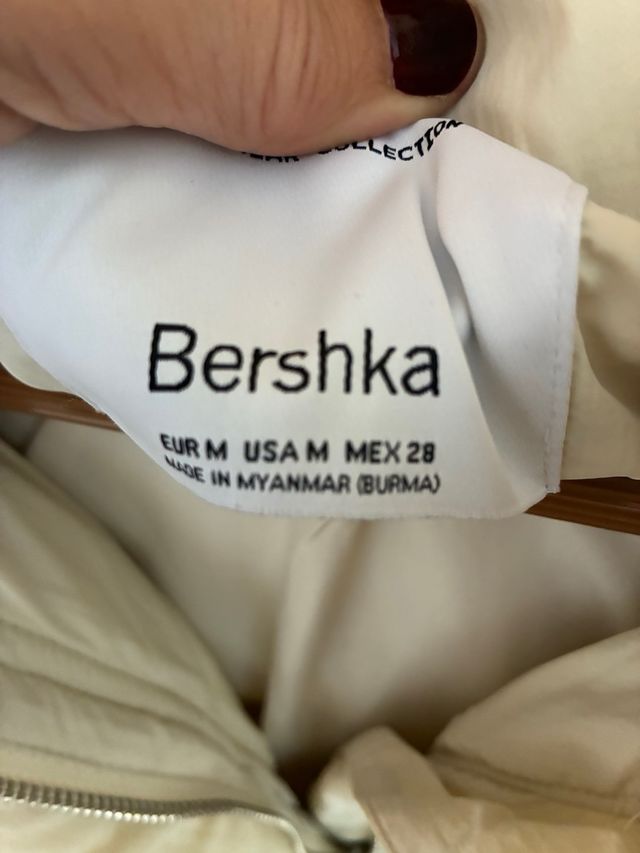 COLLECTION
Bershka
EUR M USA M MEX 28
MADE IN MYANMAR (BURMA)